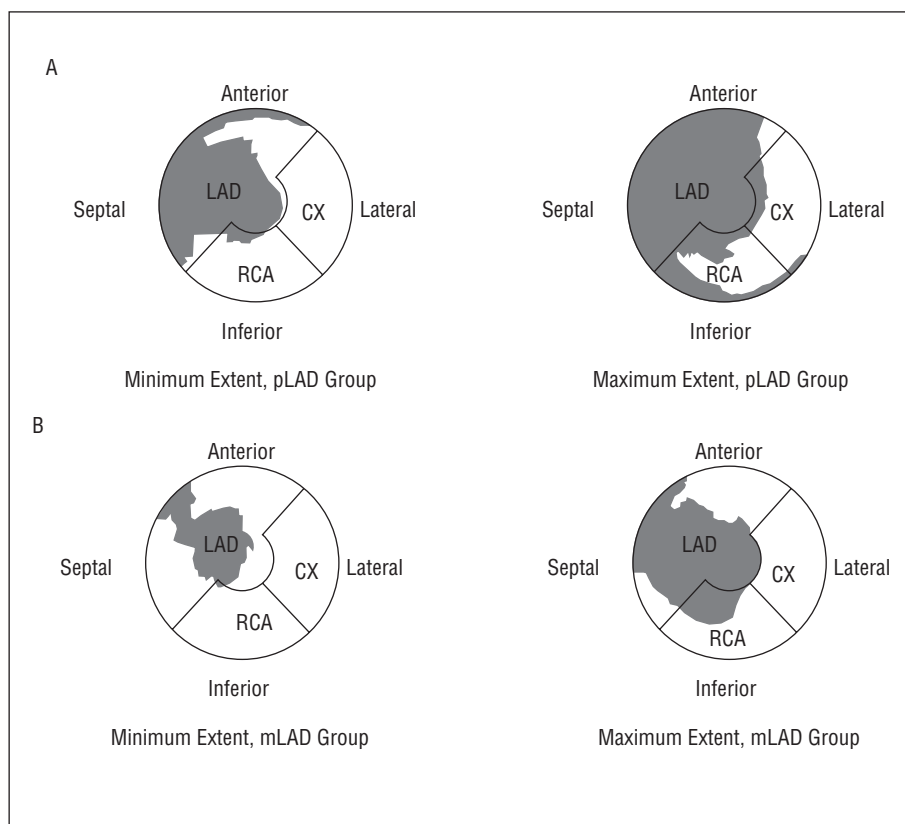 A
Anterior Anterior
LAD LAD
Septal CX Lateral Septal CX Lateral
RCA RCA
Inferior Inferior
Minimum Extent, pLAD Group Maximum Extent, pLAD Group
B
Anterior Anterior
LAD LAD
Septal CX Lateral Septal CX Lateral
RCA RCA
Inferior Inferior
Minimum Extent, mLAD Group Maximum Extent, mLAD Group